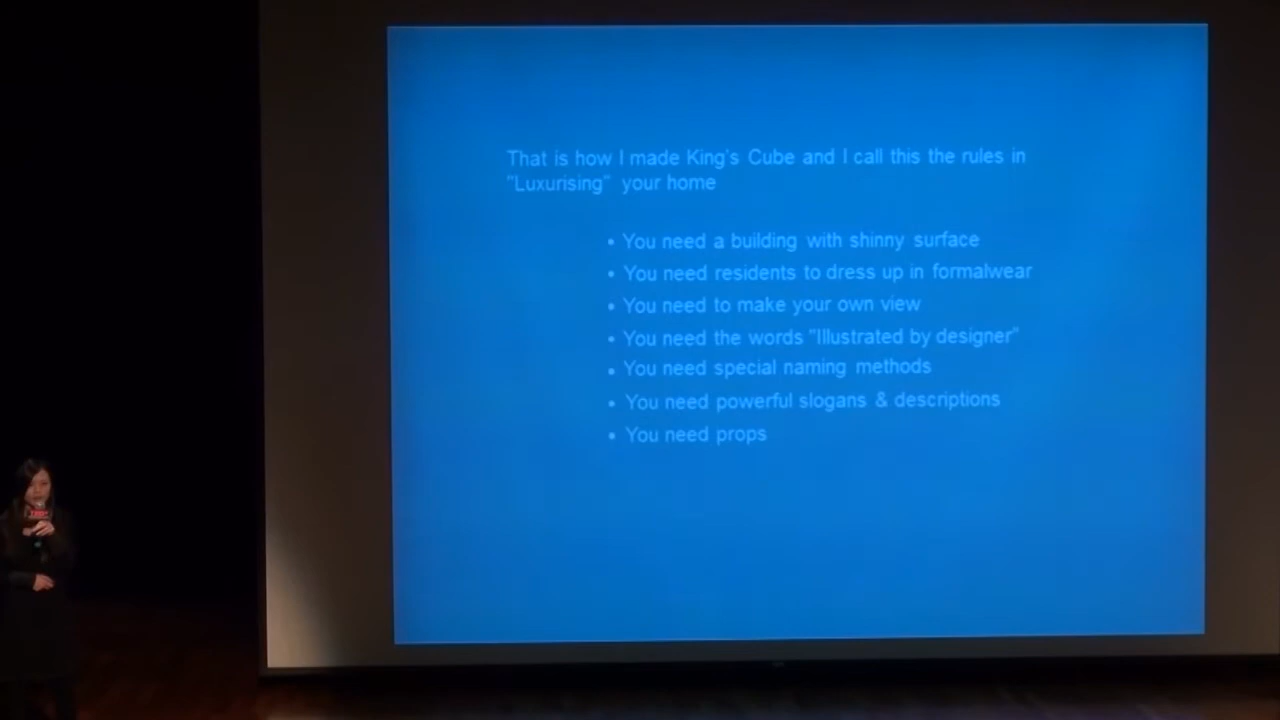 That is how I made King's Cube and I call this the rules in
"Luxurising" your home
• You need a building with shinny surface
• You need residents to dress up in formalwear
• You need to make your own view
• You need the words "Illustrated by designer"
• You need special naming methods
• You need powerful slogans & descriptions
• You need props